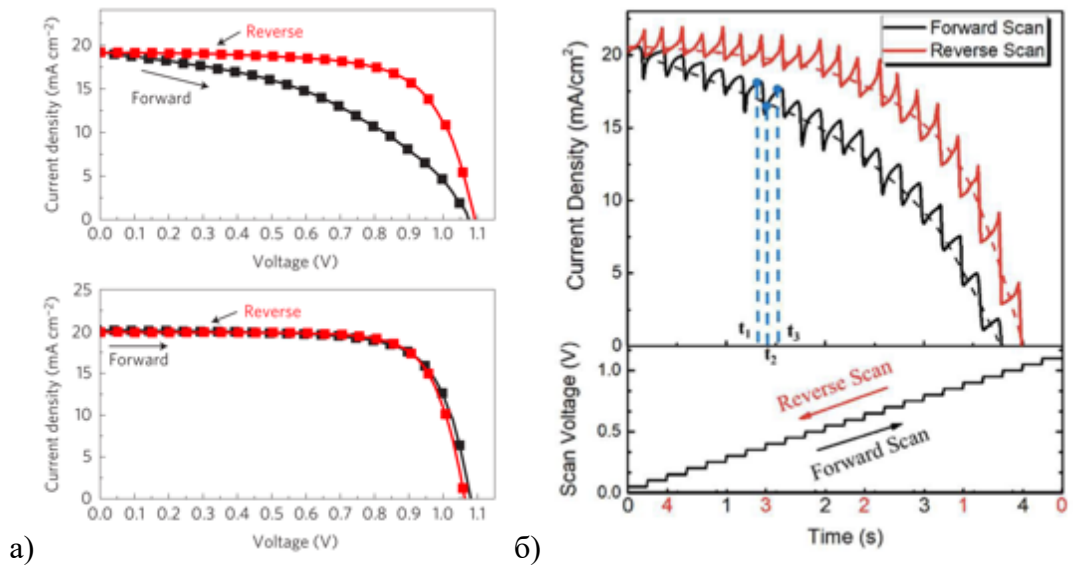 Current density (mA cm⁻²)
20
15
10
5
0
Reverse
Forward
0.0 0.1 0.2 0.3 0.4 0.5 0.6 0.7 0.8 0.9 1.0 1.1
Voltage (V)
Current density (mA cm⁻²)
25
20
15
10
5
0
Reverse
Forward
0.0 0.1 0.2 0.3 0.4 0.5 0.6 0.7 0.8 0.9 1.0 1.1
Voltage (V)
а)
Current Density (mA/cm²)
25
20
15
10
5
0
Forward Scan
Reverse Scan
t₁
t₂
t₃
Scan Voltage (V)
1.0
0.5
0.0
Reverse Scan
Forward Scan
0 4 1 3 2 2 3 1 4 0
Time (s)
б)